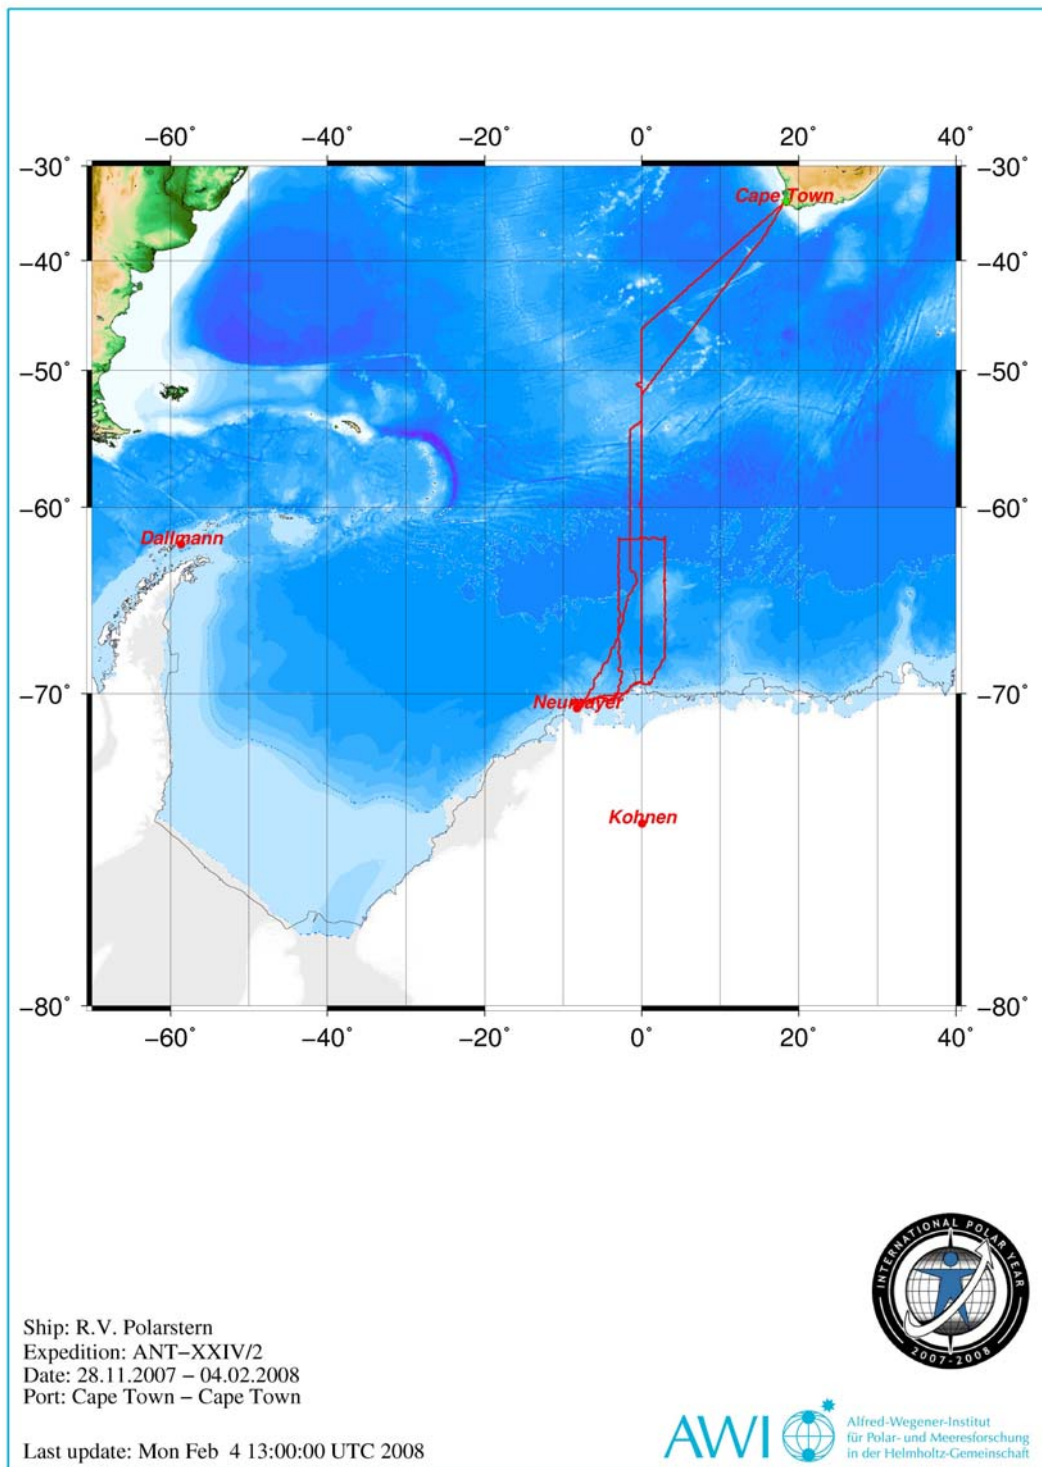 −60° −40° −20° 0° 20° 40°
−30° −30°
Cape Town
−40° −40°
−50° −50°
−60° −60°
Dallmann
−70° −70°
Neumayer
Kohnen
−80° −80°
−60° −40° −20° 0° 20° 40°
INTERNATIONAL POLAR YEAR
2007-2008
Ship: R.V. Polarstern
Expedition: ANT−XXIV/2
Date: 28.11.2007 − 04.02.2008
Port: Cape Town − Cape Town
Last update: Mon Feb 4 13:00:00 UTC 2008
AWI
Alfred-Wegener-Institut
für Polar- und Meeresforschung
in der Helmholtz-Gemeinschaft